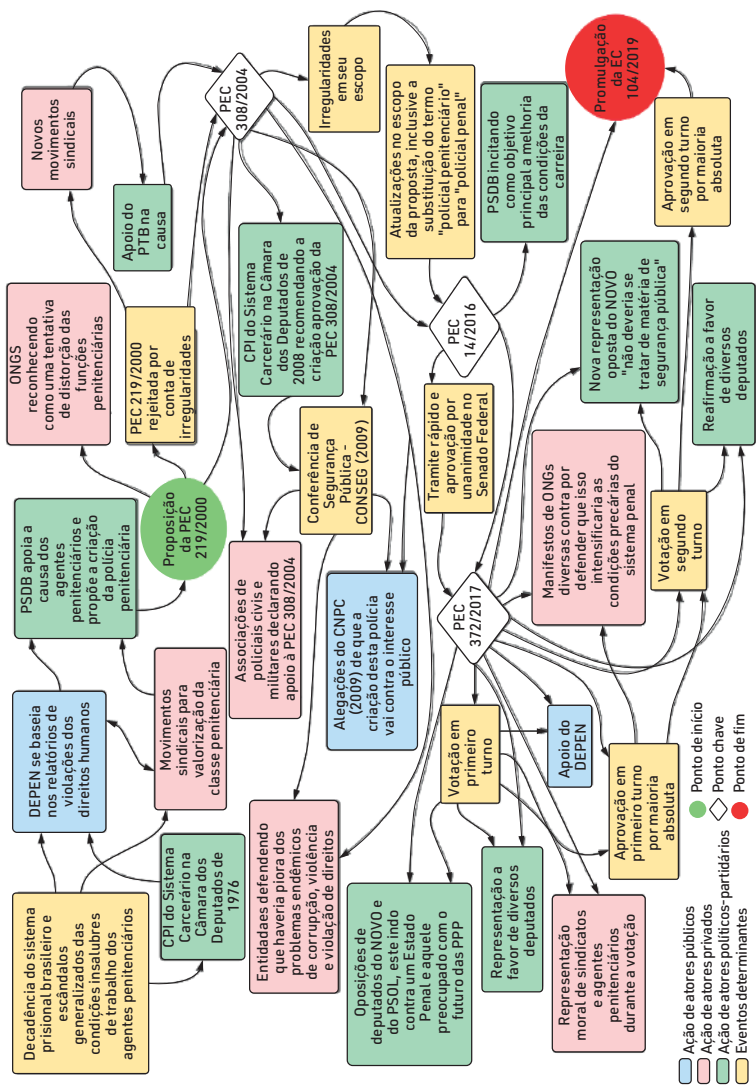 Decadência do sistema
prisional brasileiro e
escândalos
generalizados das
condições insalubres
de trabalho dos
agentes penitenciários
DEPEN se baseia
nos relatórios de
violações dos
direitos humanos
PSDB apoia a
causa dos
agentes
penitenciários e
propõe a criação
da polícia
penitenciária
ONGS
reconhecendo
como uma tentativa
de distorção das
funções
penitenciárias
Novos
movimentos
sindicais
CPI do Sistema
Carcerário na
Câmara dos
Deputados de
1976
Movimentos
sindicais para
valorização da
classe penitenciária
Proposição
da PEC
219/2000
PEC 219/2000
rejeitada por
conta de
irregularidades
Apoio do
PTB na
causa
PEC
308/2004
Entidades defendendo
que haveria piora dos
problemas endêmicos
de corrupção, violência
e violação de direitos
Associações de
policiais civis e
militares declarando
apoio à PEC308/2004
Conferência de
Segurança
Pública -
CONSEG (2009)
CPI do Sistema
Carcerário na Câmara
dos Deputados de
2008 recomendando a
criação aprovação da
PEC 308/2004
Irregularidades
em seu
escopo
Alegações do CNPC
(2009) de que a
criação desta polícia
vai contra o interesse
público
Tramite rápido e
aprovação por
unanimidade no
Senado Federal
PEC
14/2016
Atualizações no escopo
da proposta, inclusive a
substituição do termo
"policial penitenciário"
para "policial penal"
Oposições de
deputados do NOVO e
do PSOL, este indo
contra um Estado
Penal e aquele
preocupado com o
futuro das PPP
Votação em
primeiro
turno
PEC
372/2017
PSDB incitando
como objetivo
principal a melhoria
das condições da
carreira
Representação a
favor de diversos
deputados
Apoio do
DEPEN
Manifestos de ONGs
diversas contra por
defender que isso
intensificaria as
condições precárias do
sistema penal
Nova representação
oposta do NOVO
"não deveria se
tratar de matéria de
segurança pública"
Promulgação
da EC
104/2019
Representação
moral de sindicatos
e agentes
penitenciários
durante a votação
Aprovação em
primeiro turno
por maioria
absoluta
Votação em
segundo
turno
Reafirmação a favor
de diversos
deputados
Aprovação em
segundo turno
por maioria
absoluta
Ação de atores públicos
Ação de atores privados
Ação de atores políticos-partidários
Eventos determinantes
Ponto de início
Ponto chave
Ponto de fim